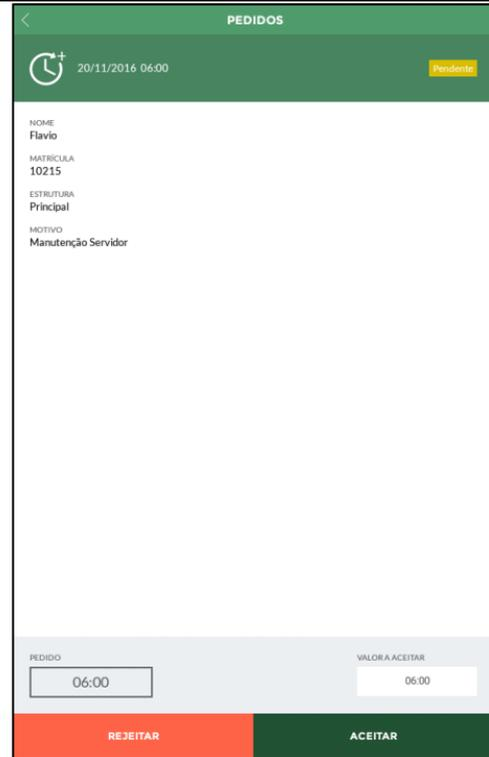 PEDIDOS
20/11/2016 06:00
Pendente
NOME
Flavio
MATRÍCULA
10215
ESTRUTURA
Principal
MOTIVO
Manutenção Servidor
PEDIDO
VALOR A ACEITAR
06:00
06:00
REJEITAR
ACEITAR